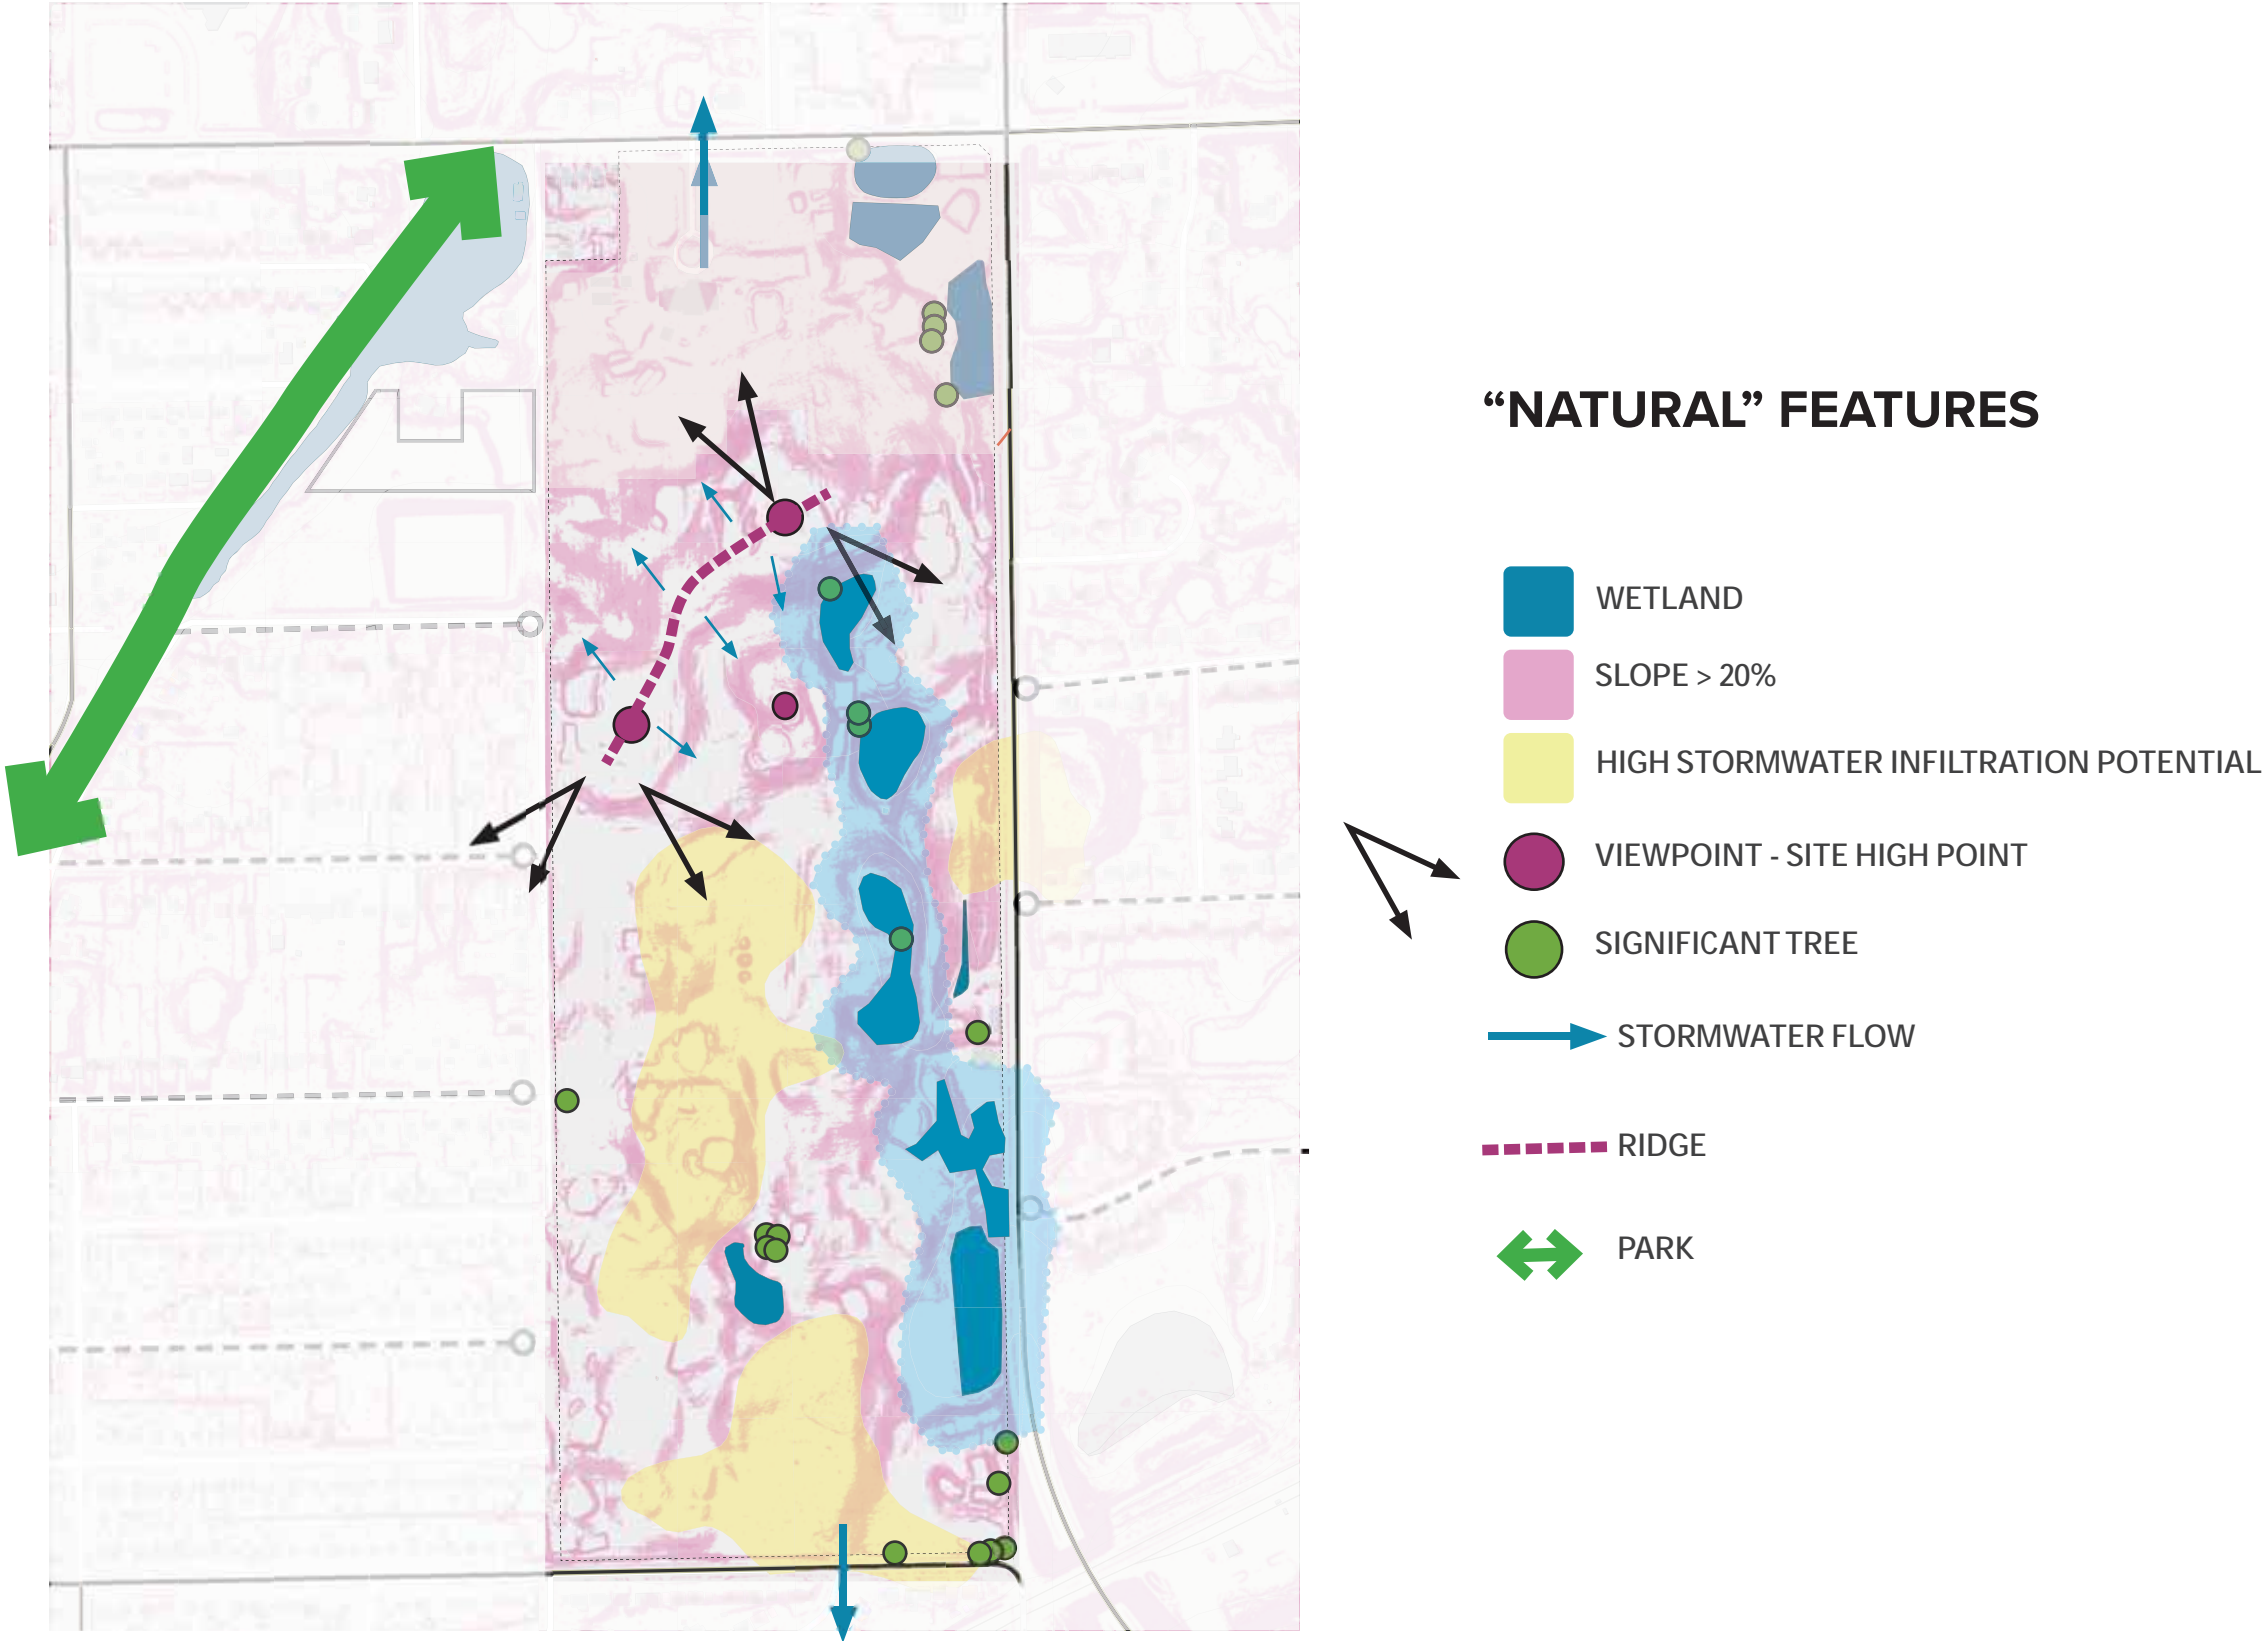 “NATURAL” FEATURES
WETLAND
SLOPE > 20%
HIGH STORMWATER INFILTRATION POTENTIAL
VIEWPOINT - SITE HIGH POINT
SIGNIFICANT TREE
STORMWATER FLOW
RIDGE
PARK